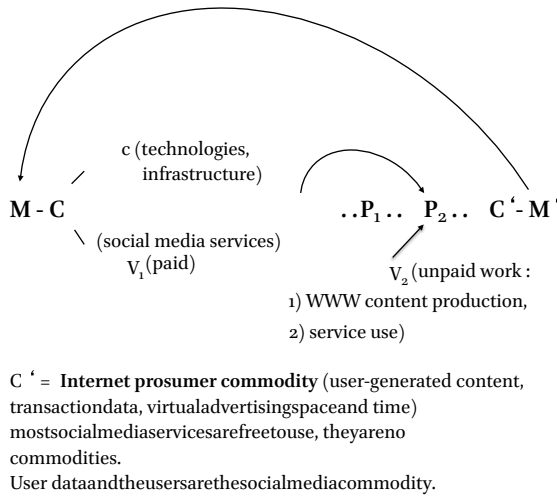 c (technologies,
infrastructure)
M - C . . P₁ . . P₂ . . C ‘ - M ‘
(social media services)
V₁ (paid)
V₂ (unpaid work :
1) WWW content production,
2) service use)
C ‘ = Internet prosumer commodity (user-generated content,
transactiondata, virtualadvertisingspaceand time)
mostsocialmediaservicesarefreetouse, theyareno
commodities.
User dataandtheusersarethesocialmediacommodity.